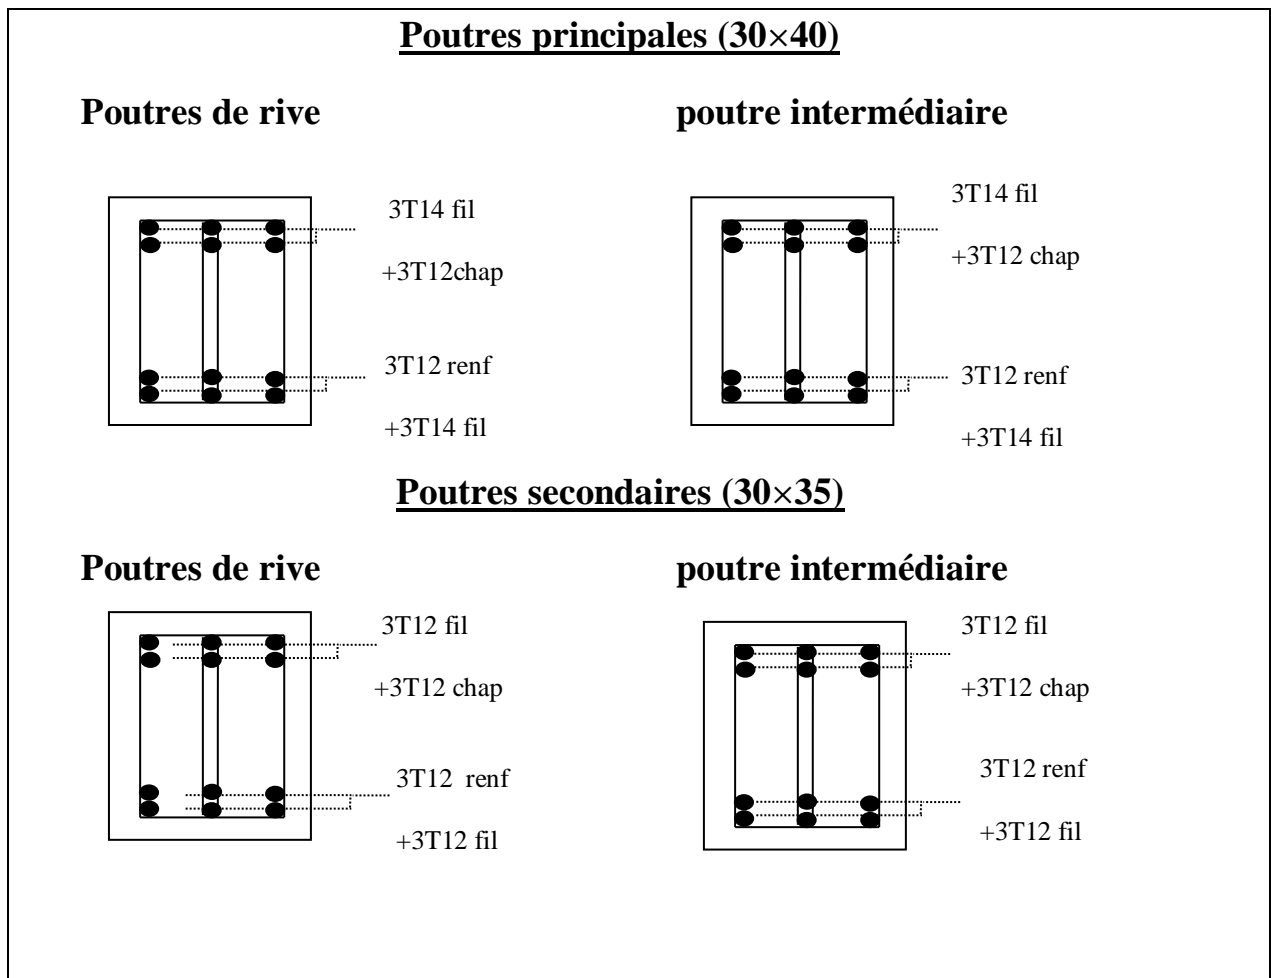 Poutres principales (30×40)
Poutres de rive
poutre intermédiaire
3T14 fil
+3T12chap
3T12 renf
+3T14 fil
3T14 fil
+3T12 chap
3T12 renf
+3T14 fil
Poutres secondaires (30×35)
Poutres de rive
poutre intermédiaire
3T12 fil
+3T12 chap
3T12 renf
+3T12 fil
3T12 fil
+3T12 chap
3T12 renf
+3T12 fil